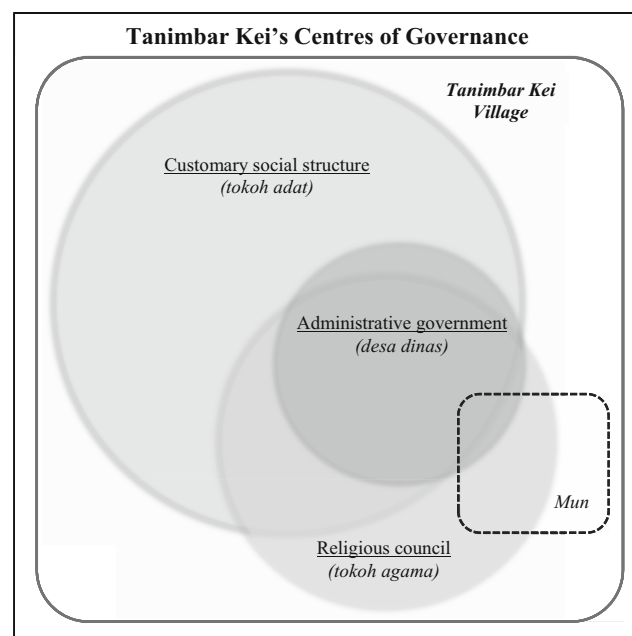 Tanimbar Kei’s Centres of Governance
Tanimbar Kei
Village
Customary social structure
(tokoh adat)
Administrative government
(desa dinas)
Mun
Religious council
(tokoh agama)